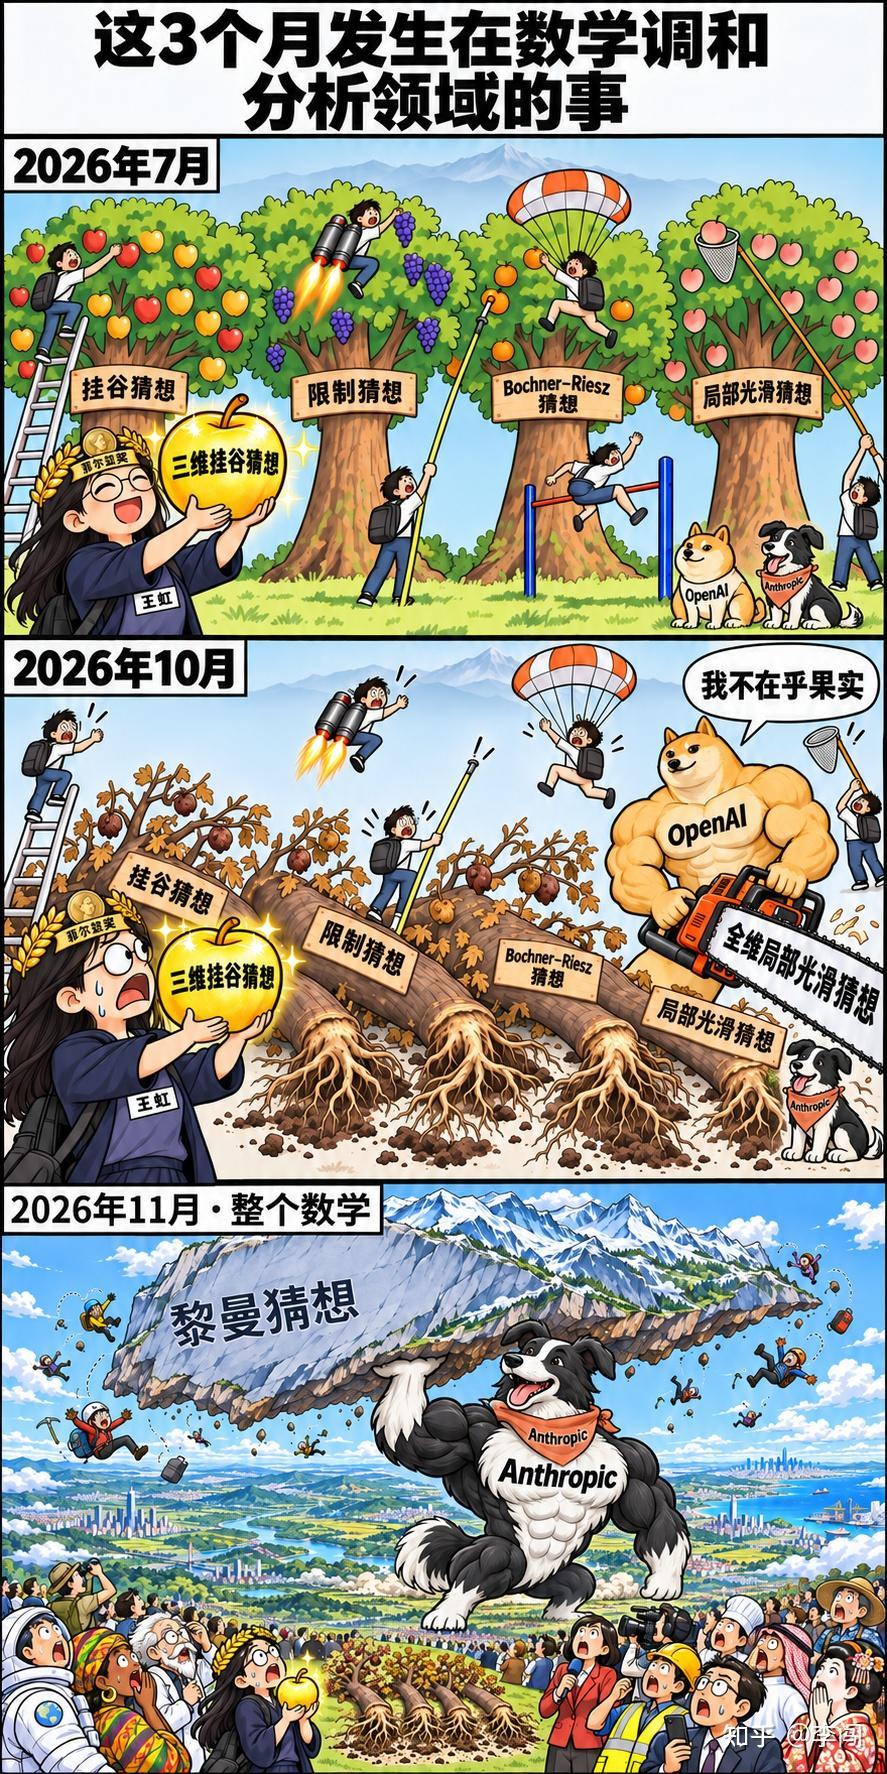 这3个月发生在数学调和
分析领域的事
2026年7月
挂谷猜想
限制猜想
Bochner-Riesz
猜想
局部光滑猜想
菲尔兹奖
三维挂谷猜想
王虹
OpenAI
Anthropic
2026年10月
我不在乎果实
OpenAI
挂谷猜想
限制猜想
Bochner-Riesz
猜想
局部光滑猜想
全维局部光滑猜想
菲尔兹奖
三维挂谷猜想
王虹
Anthropic
2026年11月·整个数学
黎曼猜想
Anthropic
Anthropic
知乎 @李闯